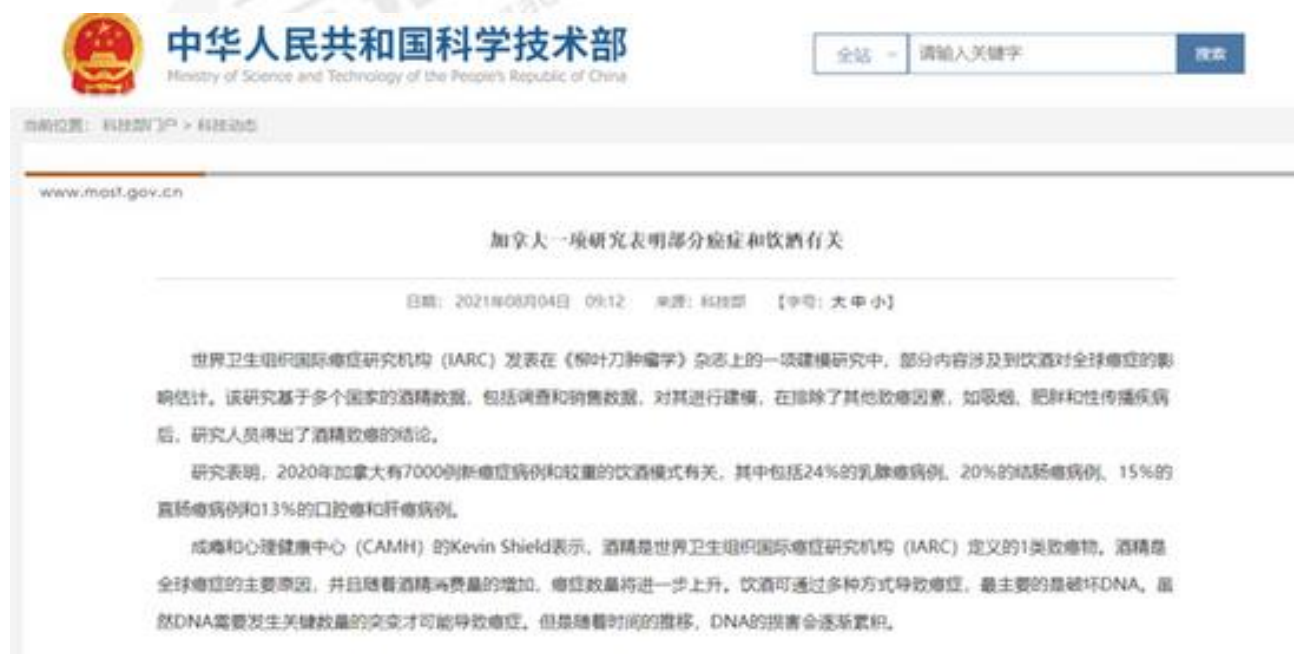 中华人民共和国科学技术部
Ministry of Science and Technology of the People's Republic of China
全站 请输入关键字 搜索
当前位置： 科技部门户 > 科技动态
www.most.gov.cn
加拿大一项研究表明部分癌症和饮酒有关
日期： 2021年08月04日 09:12 来源：科技部 【字号：大 中 小】
世界卫生组织国际癌症研究机构（IARC）发表在《柳叶刀肿瘤学》杂志上的一项建模研究中，部分内容涉及到饮酒对全球癌症的影
响估计。该研究基于多个国家的酒精数据，包括调查和销售数据，对其进行建模，在排除了其他致癌因素，如吸烟、肥胖和性传播疾病
后，研究人员得出了酒精致癌的结论。
研究表明，2020年加拿大有7000例新癌症病例和较重的饮酒模式有关，其中包括24%的乳腺癌病例、20%的结肠癌病例、15%的
直肠癌病例和13%的口腔癌和肝癌病例。
成瘾和心理健康中心（CAMH）的Kevin Shield表示，酒精是世界卫生组织国际癌症研究机构（IARC）定义的1类致癌物。酒精是
全球癌症的主要原因，并且随着酒精消费量的增加，癌症数量将进一步上升。饮酒可通过多种方式导致癌症，最主要的是破坏DNA。虽
然DNA需要发生关键数量的突变才可能导致癌症。但是随着时间的推移，DNA的损害会逐渐累积。